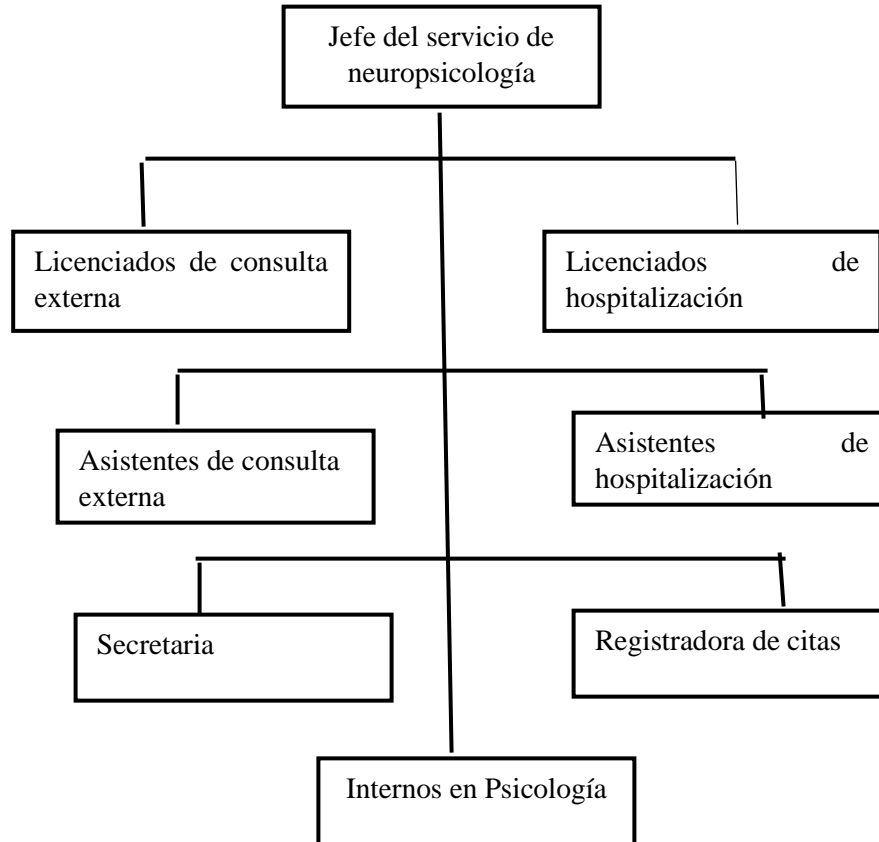 Jefe del servicio de
neuropsicología
Licenciados de consulta
externa
Licenciados de
hospitalización
Asistentes de consulta
externa
Asistentes de
hospitalización
Secretaria
Registradora de citas
Internos en Psicología